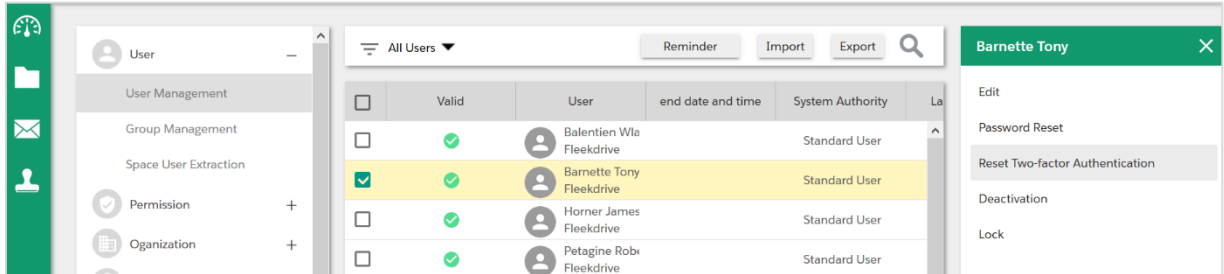 User
User Management
Group Management
Space User Extraction
Permission
Oganization
All Users
Reminder
Import
Export
Valid
User
end date and time
System Authority
La
Balentien Wla
Fleekdrive
Standard User
Barnette Tony
Fleekdrive
Standard User
Horner James
Fleekdrive
Standard User
Petagine Robe
Fleekdrive
Standard User
Barnette Tony
Edit
Password Reset
Reset Two-factor Authentication
Deactivation
Lock